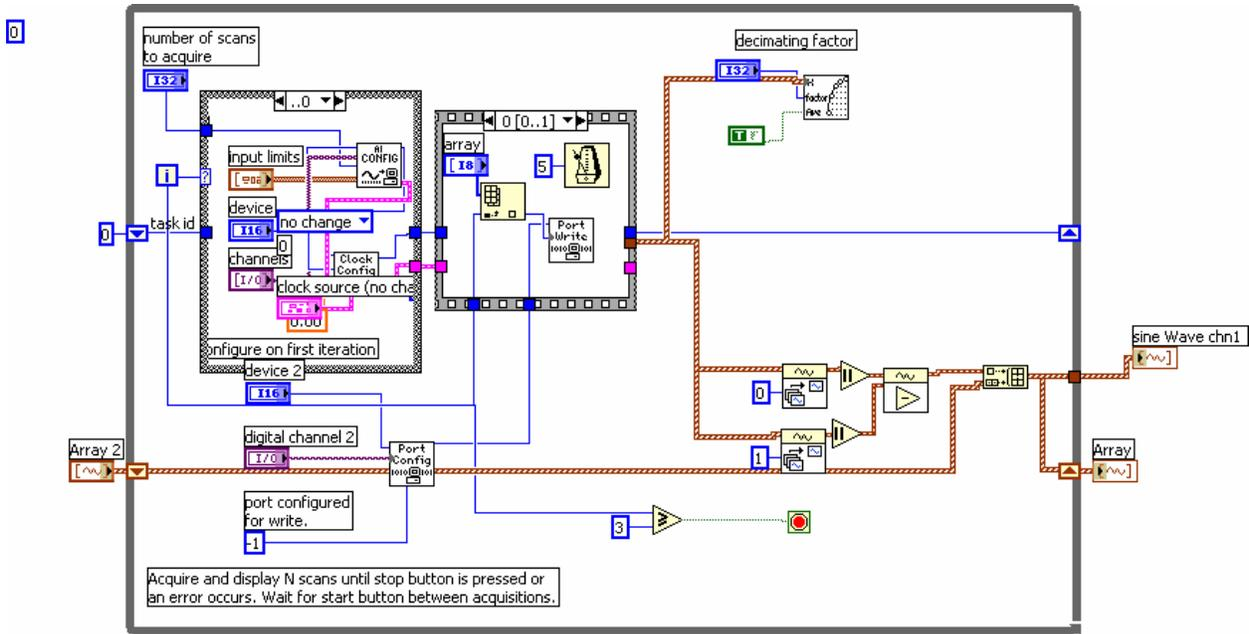 0
number of scans
to acquire
I32
..0
AI
CONFIG
input limits
i
?
device
I16
no change
0
channels
I/0
Clock
Config
clock source (no cha
0.00
onfigure on first iteration
0
task id
0 [0..1]
array
I8
5
Port
Write
decimating factor
I32
factor
Ave
T
device 2
I16
digital channel 2
I/0
Port
Config
port configured
for write.
-1
Array 2
0
1
3
sine Wave chn1
Array
Acquire and display N scans until stop button is pressed or
an error occurs. Wait for start button between acquisitions.